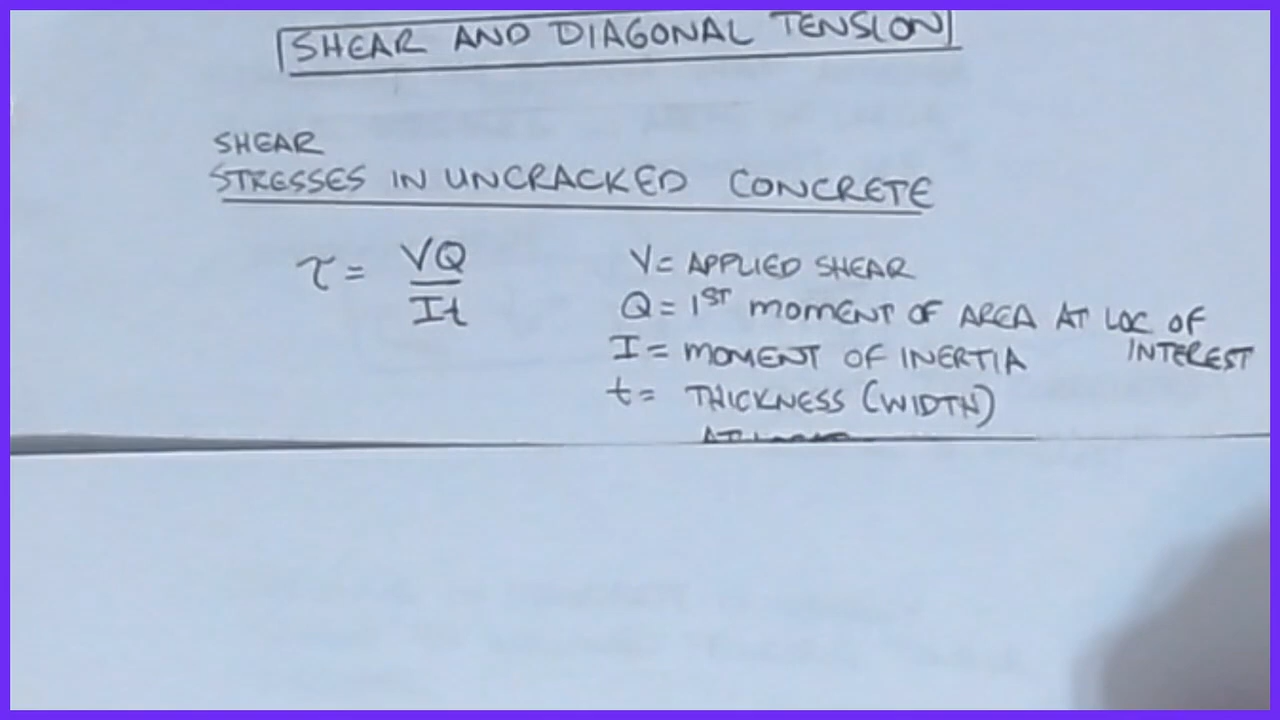 SHEAR AND DIAGONAL TENSION
SHEAR
STRESSES IN UNCRACKED CONCRETE
τ = VQ / It
V = APPLIED SHEAR
Q = 1ST MOMENT OF AREA AT LOC OF
INTEREST
I = MOMENT OF INERTIA
t = THICKNESS (WIDTH)